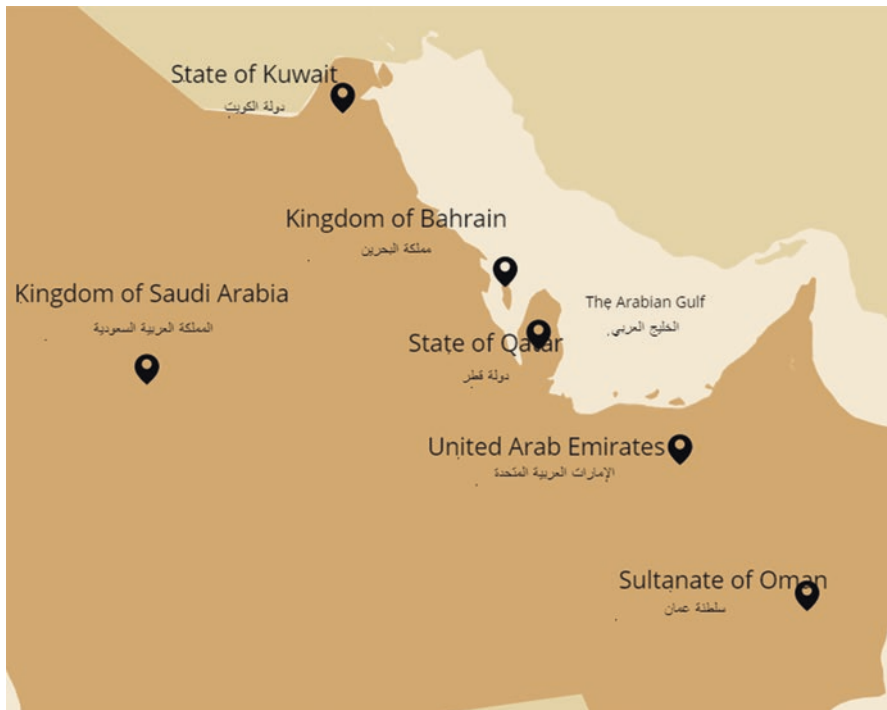 State of Kuwait
دولة الكويت
Kingdom of Bahrain
مملكة البحرين
Kingdom of Saudi Arabia
المملكة العربية السعودية
The Arabian Gulf
الخليج العربي
State of Qatar
دولة قطر
United Arab Emirates
الإمارات العربية المتحدة
Sultanate of Oman
سلطنة عمان